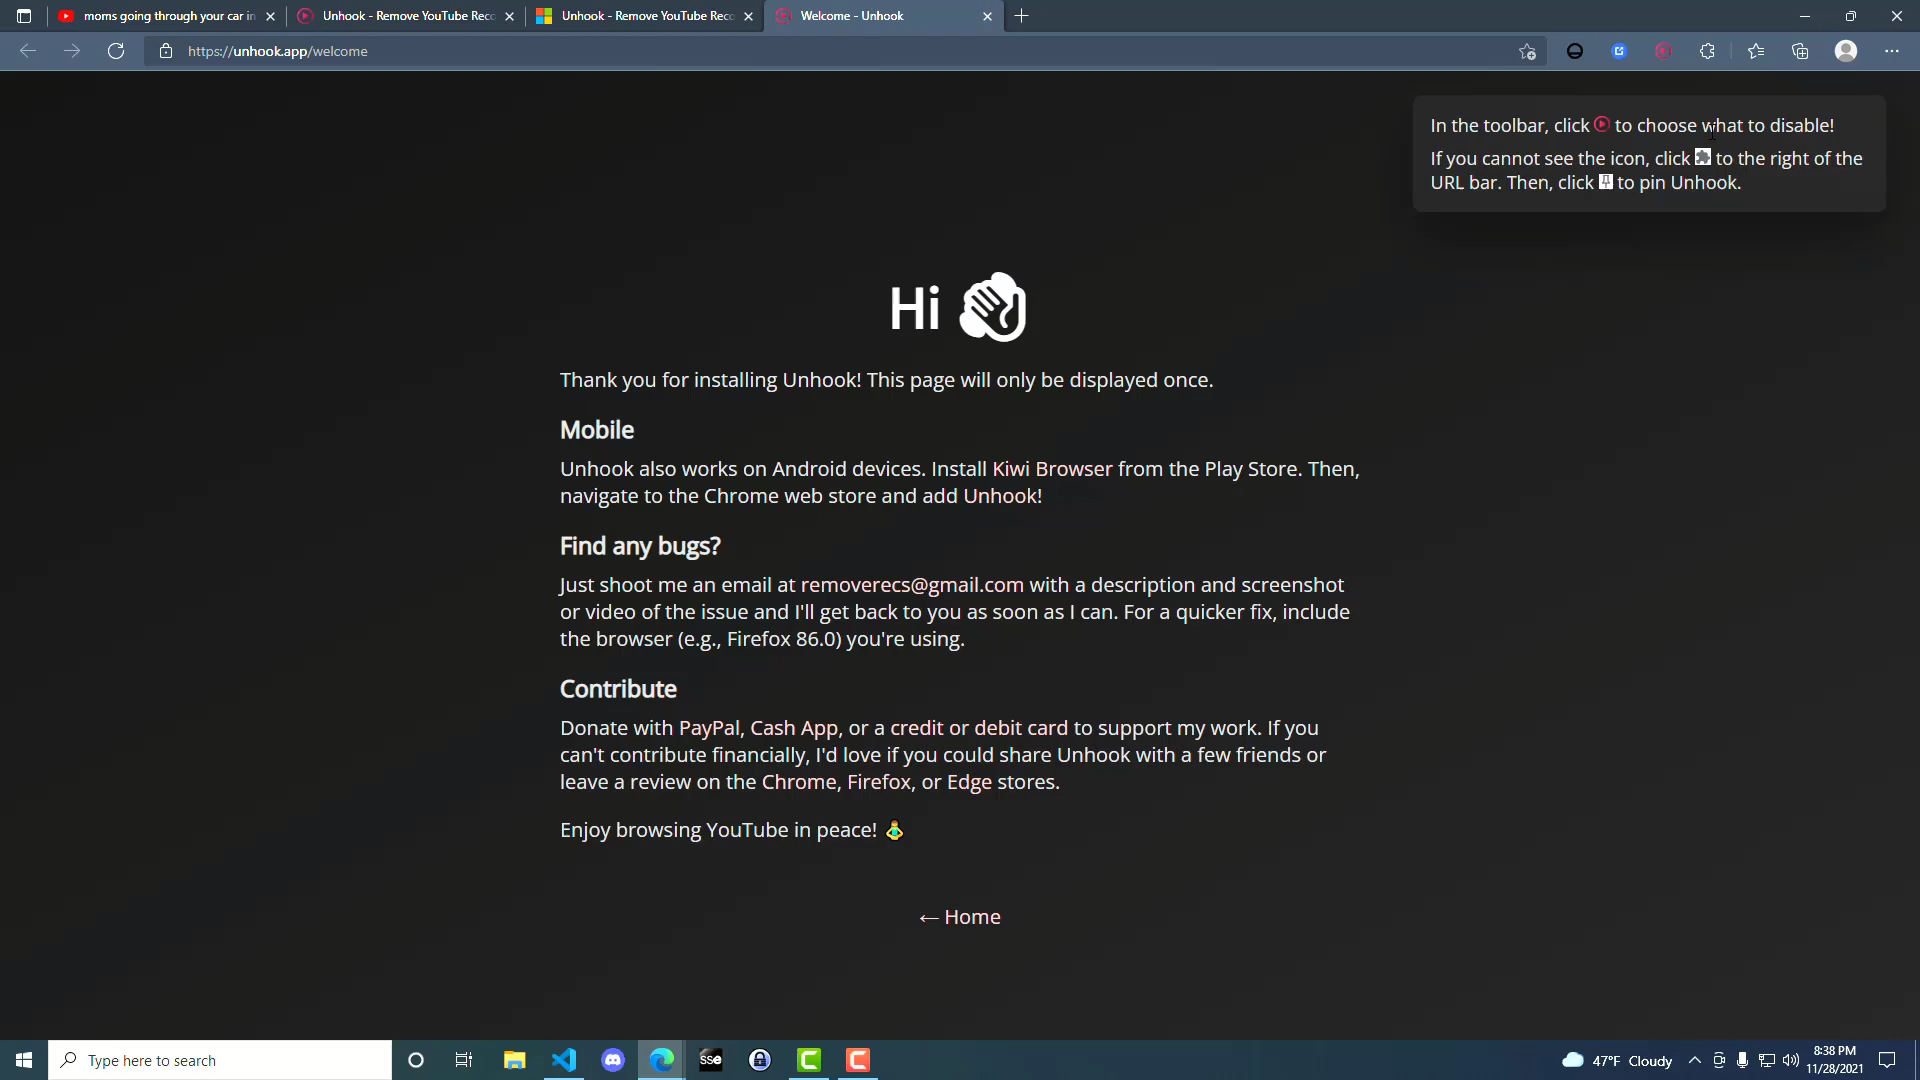 moms going through your car in
Unhook - Remove YouTube Reco
Unhook - Remove YouTube Reco
Welcome - Unhook
https://unhook.app/welcome
In the toolbar, click to choose what to disable!
If you cannot see the icon, click to the right of the
URL bar. Then, click to pin Unhook.
Hi
Thank you for installing Unhook! This page will only be displayed once.
Mobile
Unhook also works on Android devices. Install Kiwi Browser from the Play Store. Then,
navigate to the Chrome web store and add Unhook!
Find any bugs?
Just shoot me an email at removerecs@gmail.com with a description and screenshot
or video of the issue and I'll get back to you as soon as I can. For a quicker fix, include
the browser (e.g., Firefox 86.0) you're using.
Contribute
Donate with PayPal, Cash App, or a credit or debit card to support my work. If you
can't contribute financially, I'd love if you could share Unhook with a few friends or
leave a review on the Chrome, Firefox, or Edge stores.
Enjoy browsing YouTube in peace! 🧘
← Home
Type here to search
SSe
47°F Cloudy
8:38 PM
11/28/2021